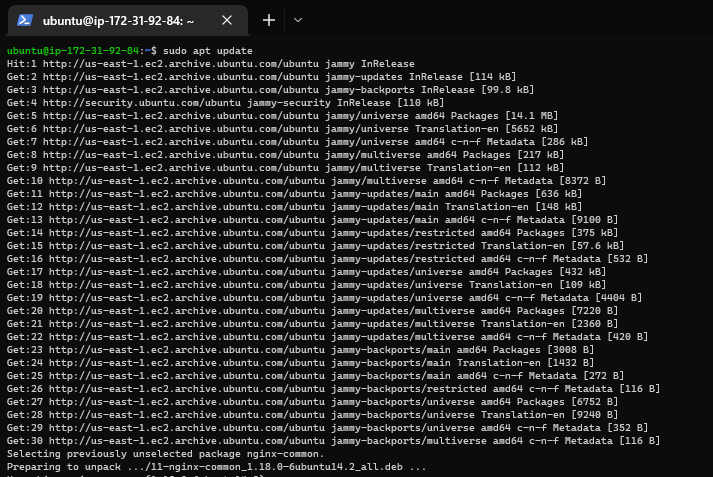 ubuntu@ip-172-31-92-84: ~
ubuntu@ip-172-31-92-84:~$ sudo apt update
Hit:1 http://us-east-1.ec2.archive.ubuntu.com/ubuntu jammy InRelease
Get:2 http://us-east-1.ec2.archive.ubuntu.com/ubuntu jammy-updates InRelease [114 kB]
Get:3 http://us-east-1.ec2.archive.ubuntu.com/ubuntu jammy-backports InRelease [99.8 kB]
Get:4 http://security.ubuntu.com/ubuntu jammy-security InRelease [110 kB]
Get:5 http://us-east-1.ec2.archive.ubuntu.com/ubuntu jammy/universe amd64 Packages [14.1 MB]
Get:6 http://us-east-1.ec2.archive.ubuntu.com/ubuntu jammy/universe Translation-en [5652 kB]
Get:7 http://us-east-1.ec2.archive.ubuntu.com/ubuntu jammy/universe amd64 c-n-f Metadata [286 kB]
Get:8 http://us-east-1.ec2.archive.ubuntu.com/ubuntu jammy/multiverse amd64 Packages [217 kB]
Get:9 http://us-east-1.ec2.archive.ubuntu.com/ubuntu jammy/multiverse Translation-en [112 kB]
Get:10 http://us-east-1.ec2.archive.ubuntu.com/ubuntu jammy/multiverse amd64 c-n-f Metadata [8372 B]
Get:11 http://us-east-1.ec2.archive.ubuntu.com/ubuntu jammy-updates/main amd64 Packages [636 kB]
Get:12 http://us-east-1.ec2.archive.ubuntu.com/ubuntu jammy-updates/main Translation-en [148 kB]
Get:13 http://us-east-1.ec2.archive.ubuntu.com/ubuntu jammy-updates/main amd64 c-n-f Metadata [9100 B]
Get:14 http://us-east-1.ec2.archive.ubuntu.com/ubuntu jammy-updates/restricted amd64 Packages [375 kB]
Get:15 http://us-east-1.ec2.archive.ubuntu.com/ubuntu jammy-updates/restricted Translation-en [57.6 kB]
Get:16 http://us-east-1.ec2.archive.ubuntu.com/ubuntu jammy-updates/restricted amd64 c-n-f Metadata [532 B]
Get:17 http://us-east-1.ec2.archive.ubuntu.com/ubuntu jammy-updates/universe amd64 Packages [432 kB]
Get:18 http://us-east-1.ec2.archive.ubuntu.com/ubuntu jammy-updates/universe Translation-en [109 kB]
Get:19 http://us-east-1.ec2.archive.ubuntu.com/ubuntu jammy-updates/universe amd64 c-n-f Metadata [4404 B]
Get:20 http://us-east-1.ec2.archive.ubuntu.com/ubuntu jammy-updates/multiverse amd64 Packages [7220 B]
Get:21 http://us-east-1.ec2.archive.ubuntu.com/ubuntu jammy-updates/multiverse Translation-en [2360 B]
Get:22 http://us-east-1.ec2.archive.ubuntu.com/ubuntu jammy-updates/multiverse amd64 c-n-f Metadata [420 B]
Get:23 http://us-east-1.ec2.archive.ubuntu.com/ubuntu jammy-backports/main amd64 Packages [3008 B]
Get:24 http://us-east-1.ec2.archive.ubuntu.com/ubuntu jammy-backports/main Translation-en [1432 B]
Get:25 http://us-east-1.ec2.archive.ubuntu.com/ubuntu jammy-backports/main amd64 c-n-f Metadata [272 B]
Get:26 http://us-east-1.ec2.archive.ubuntu.com/ubuntu jammy-backports/restricted amd64 c-n-f Metadata [116 B]
Get:27 http://us-east-1.ec2.archive.ubuntu.com/ubuntu jammy-backports/universe amd64 Packages [6752 B]
Get:28 http://us-east-1.ec2.archive.ubuntu.com/ubuntu jammy-backports/universe Translation-en [9240 B]
Get:29 http://us-east-1.ec2.archive.ubuntu.com/ubuntu jammy-backports/universe amd64 c-n-f Metadata [352 B]
Get:30 http://us-east-1.ec2.archive.ubuntu.com/ubuntu jammy-backports/multiverse amd64 c-n-f Metadata [116 B]
Selecting previously unselected package nginx-common.
Preparing to unpack .../11-nginx-common_1.18.0-6ubuntu14.2_all.deb ...